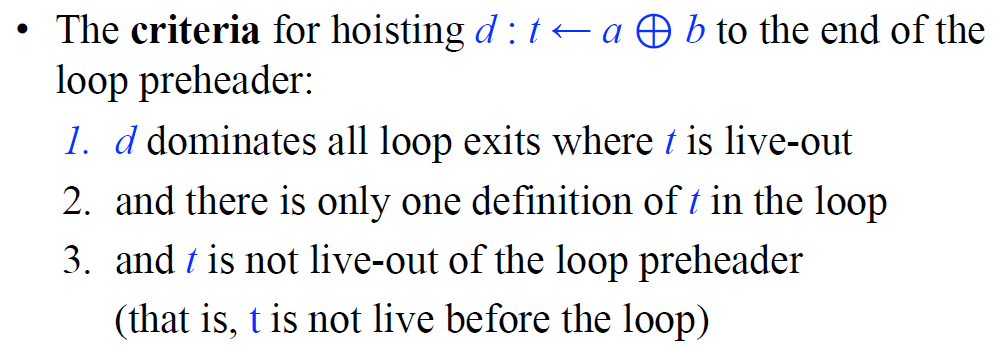 • The criteria for hoisting d : t ← a ⊕ b to the end of the
loop preheader:
1. d dominates all loop exits where t is live-out
2. and there is only one definition of t in the loop
3. and t is not live-out of the loop preheader
(that is, t is not live before the loop)